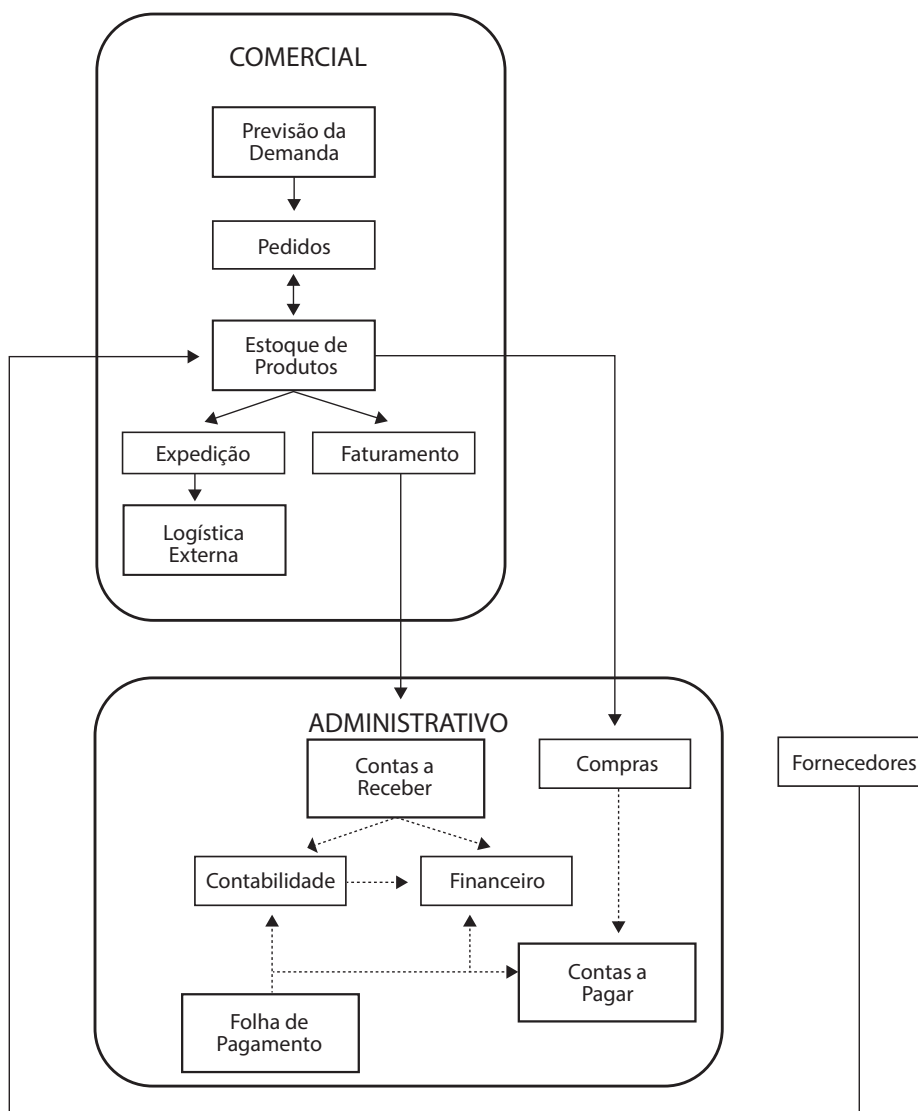 COMERCIAL
Previsão da
Demanda
Pedidos
Estoque de
Produtos
Expedição
Faturamento
Logística
Externa
ADMINISTRATIVO
Contas a
Receber
Compras
Fornecedores
Contabilidade
Financeiro
Contas a
Pagar
Folha de
Pagamento